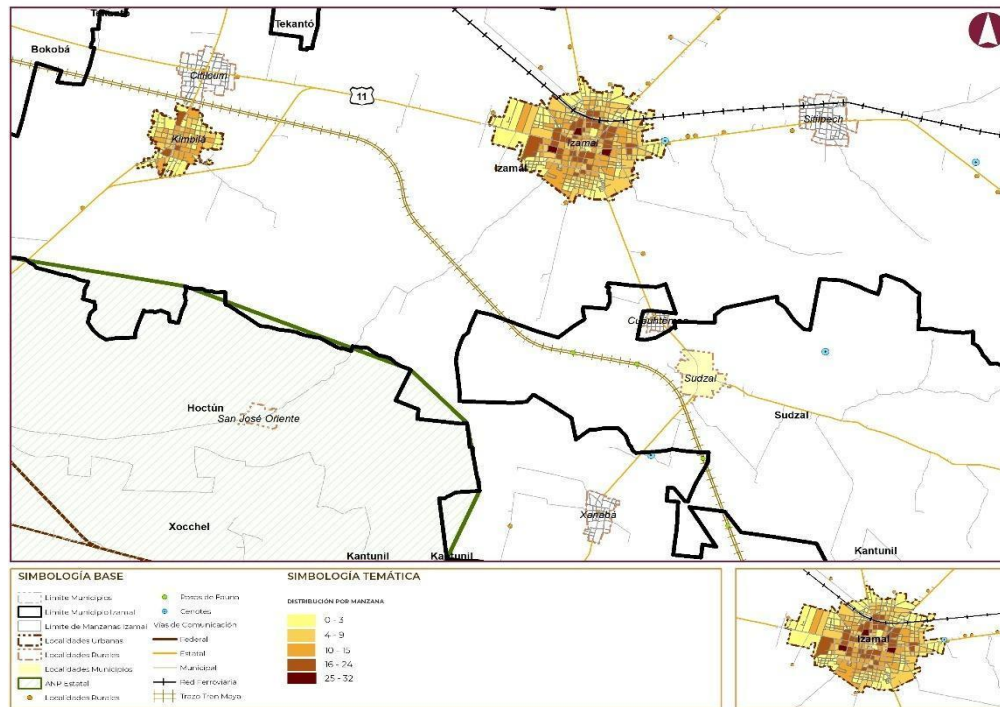 Tekantó
Bokobá
Citilcum
11
Kimbilá
Izamal
Izamal
Sitilpech
Cuauhtémoc
Sudzal
Hoctún
San José Oriente
Sudzal
Xocchel
Xanabá
Kantunil
Kantunil
Kantunil
SIMBOLOGÍA BASE
Límite Municipios
Límite Municipio Izamal
Límite de Manzanas Izamal
Localidades Urbanas
Localidades Rurales
Localidades Municipios
ANP Estatal
Localidades Rurales
Pasos de Fauna
Cenotes
Vías de Comunicación
Federal
Estatal
Municipal
Red Ferroviaria
Trazo Tren Maya
SIMBOLOGÍA TEMÁTICA
DISTRIBUCIÓN POR MANZANA
0 - 3
4 - 9
10 - 15
16 - 24
25 - 32
Izamal